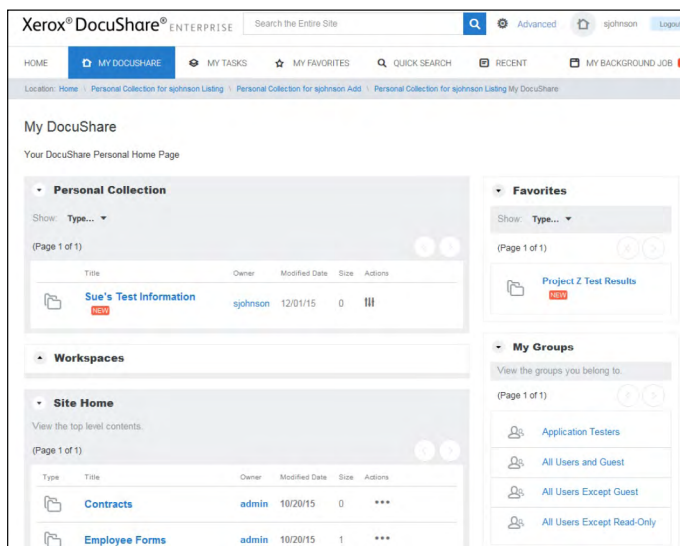 Xerox® DocuShare® ENTERPRISE
Search the Entire Site
Advanced
sjohnson
Logout
HOME
MY DOCUSHARE
MY TASKS
MY FAVORITES
QUICK SEARCH
RECENT
MY BACKGROUND JOB
Location: Home \ Personal Collection for sjohnson Listing \ Personal Collection for sjohnson Add \ Personal Collection for sjohnson Listing My DocuShare
My DocuShare
Your DocuShare Personal Home Page
Personal Collection
Show: Type...
(Page 1 of 1)
Title Owner Modified Date Size Actions
Sue's Test Information sjohnson 12/01/15 0
NEW
Workspaces
Site Home
View the top level contents.
(Page 1 of 1)
Type Title Owner Modified Date Size Actions
Contracts admin 10/20/15 0
Employee Forms admin 10/20/15 1
Favorites
Show: Type...
(Page 1 of 1)
Project Z Test Results
NEW
My Groups
View the groups you belong to.
(Page 1 of 1)
Application Testers
All Users and Guest
All Users Except Guest
All Users Except Read-Only